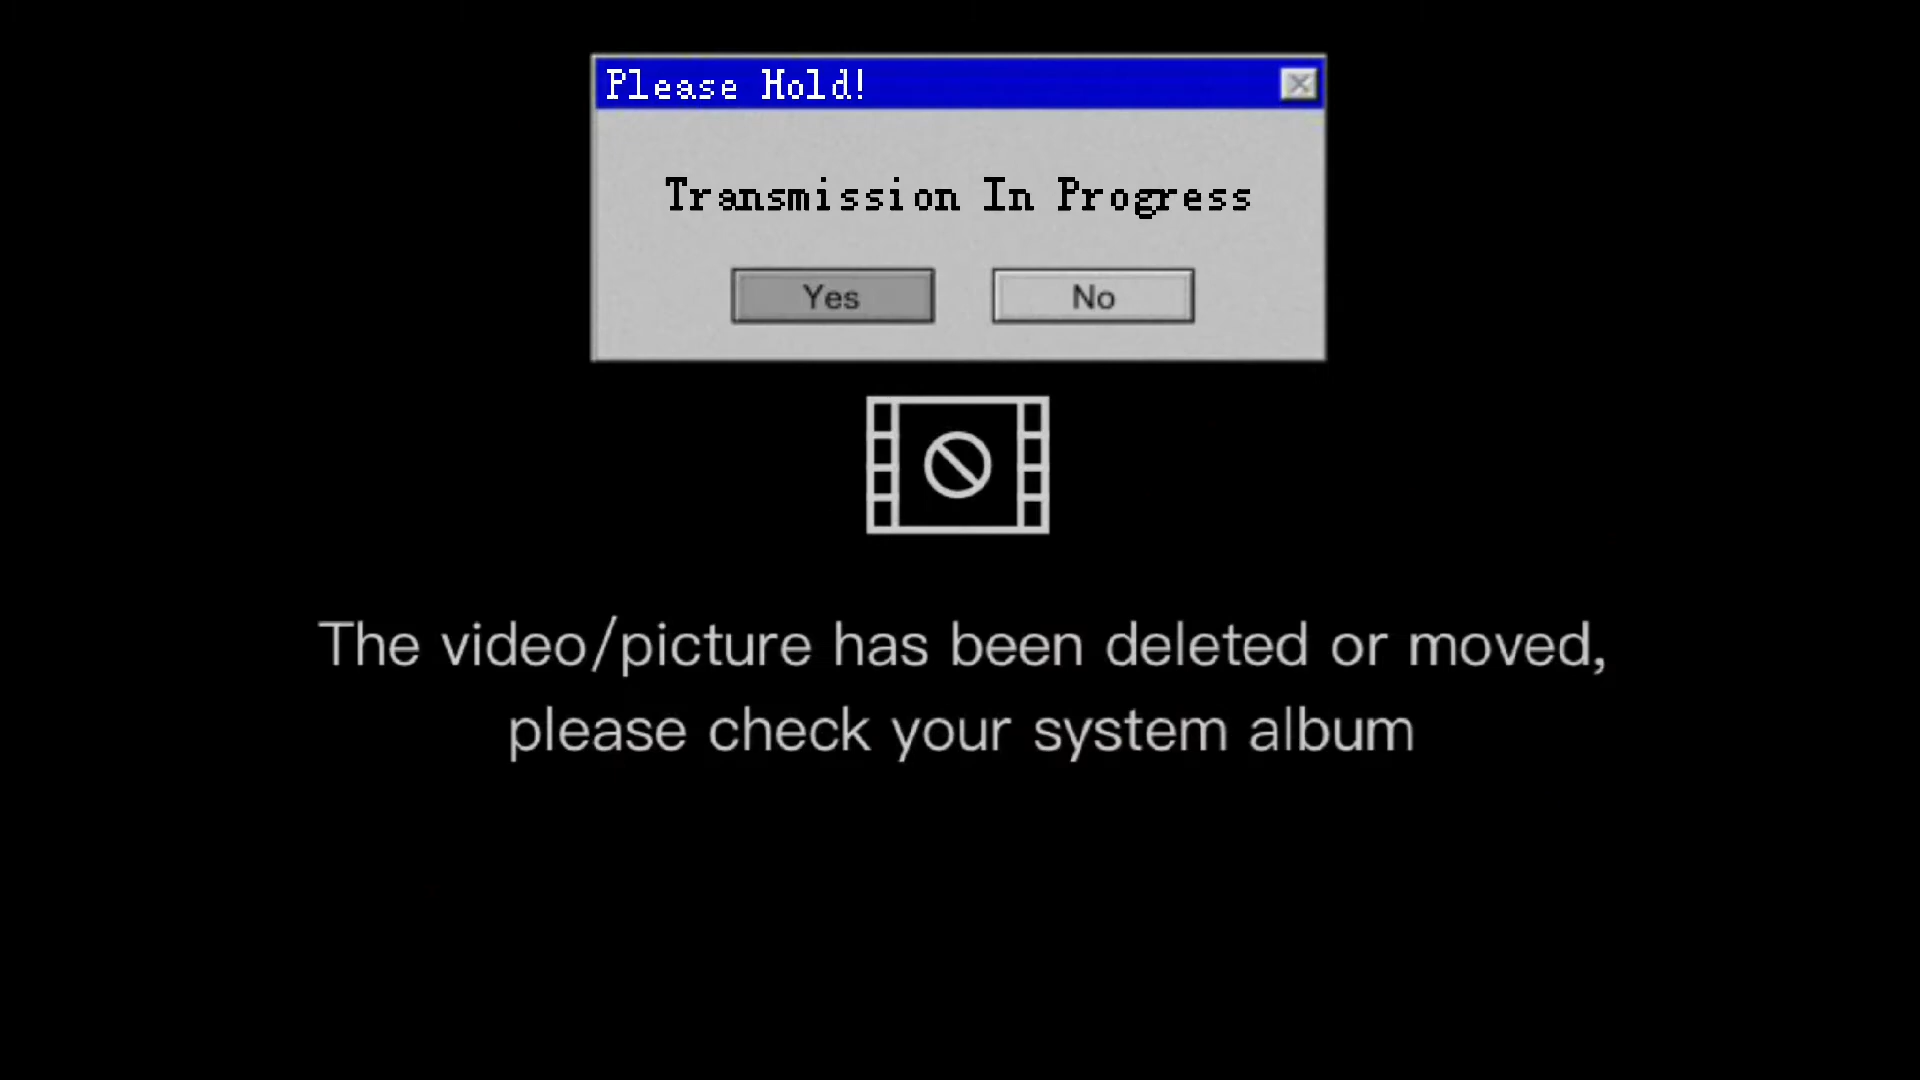 Please Hold!
Transmission In Progress
Yes No
The video/picture has been deleted or moved,
please check your system album